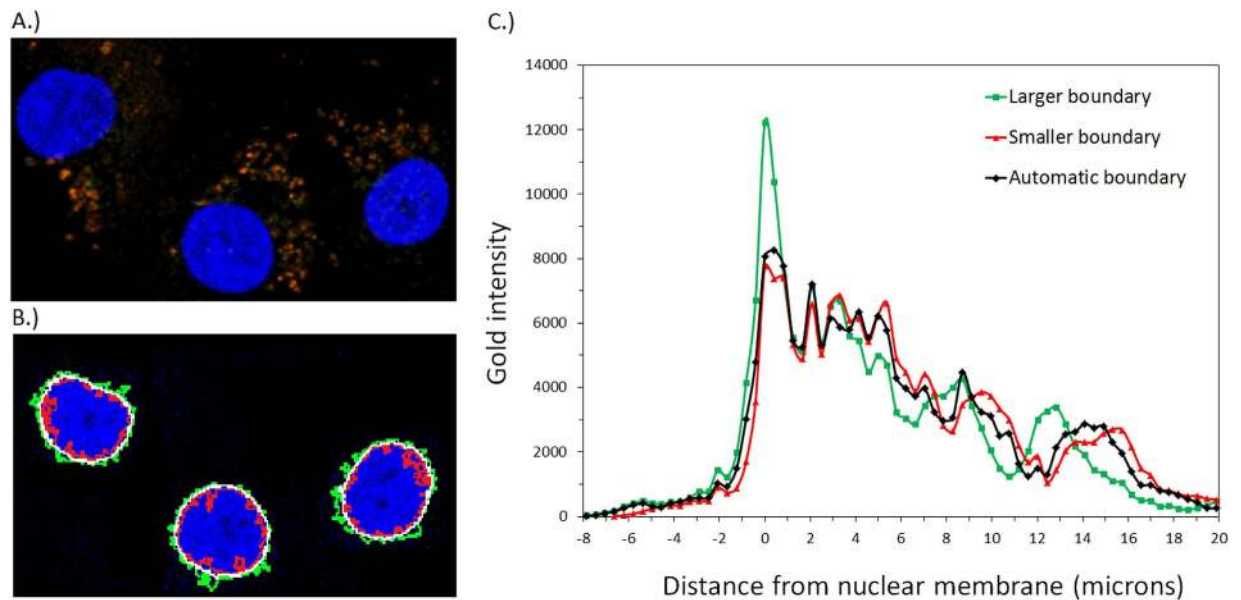 A.)
B.)
C.)
14000
12000
10000
8000
6000
4000
2000
0
Gold intensity
Larger boundary
Smaller boundary
Automatic boundary
-8 -6 -4 -2 0 2 4 6 8 10 12 14 16 18 20
Distance from nuclear membrane (microns)